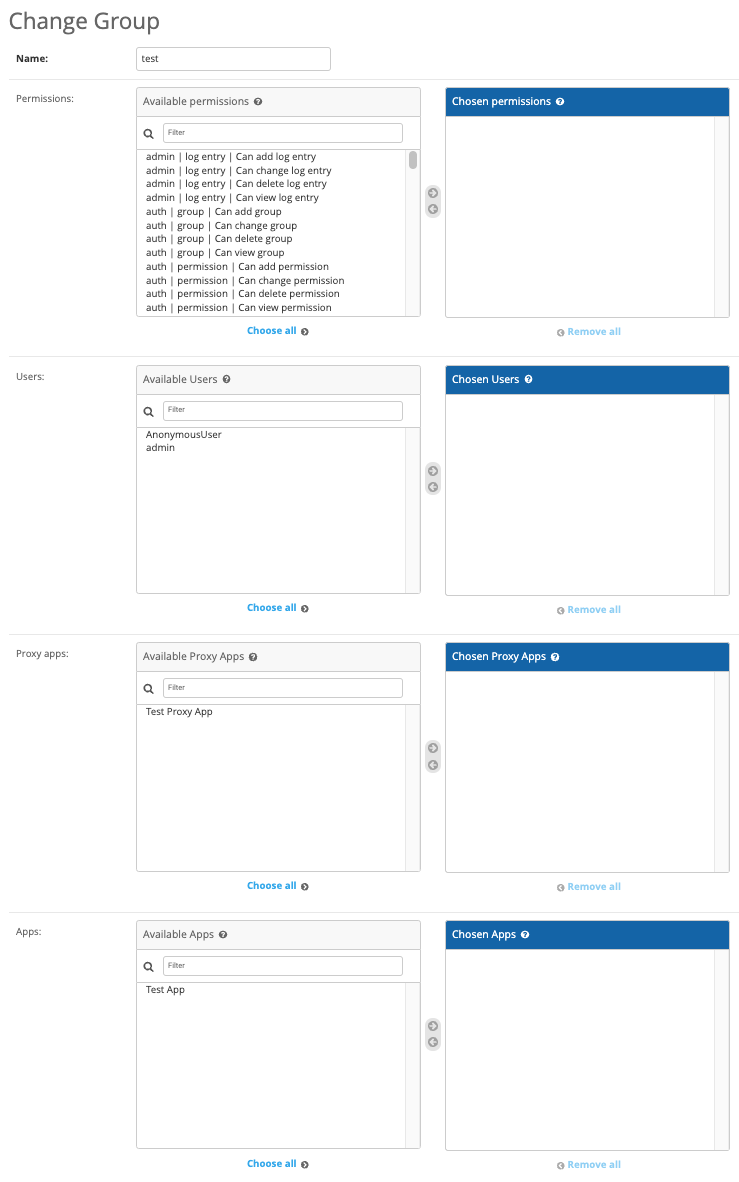 Change Group
Name:
test
Permissions:
Available permissions
Filter
admin | log entry | Can add log entry
admin | log entry | Can change log entry
admin | log entry | Can delete log entry
admin | log entry | Can view log entry
auth | group | Can add group
auth | group | Can change group
auth | group | Can delete group
auth | group | Can view group
auth | permission | Can add permission
auth | permission | Can change permission
auth | permission | Can delete permission
auth | permission | Can view permission
Choose all
Chosen permissions
Remove all
Users:
Available Users
Filter
AnonymousUser
admin
Choose all
Chosen Users
Remove all
Proxy apps:
Available Proxy Apps
Filter
Test Proxy App
Choose all
Chosen Proxy Apps
Remove all
Apps:
Available Apps
Filter
Test App
Choose all
Chosen Apps
Remove all